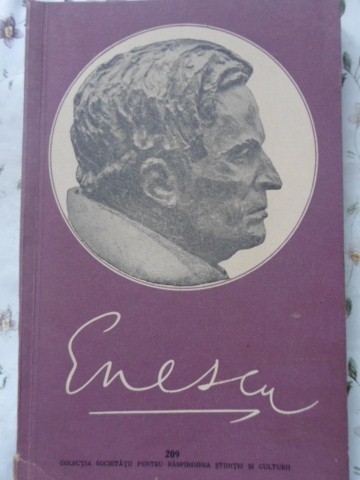 Enescu
209
COLECȚIA SOCIETĂȚII PENTRU RĂSPÎNDIREA ȘTIINȚEI ȘI CULTURII